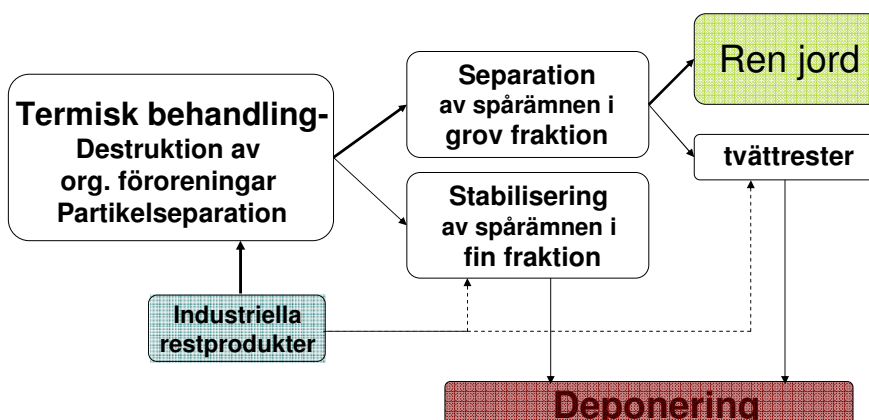 Termisk behandling-
Destruktion av
org. föroreningar
Partikelseparation
Separation
av spårämnen i
grov fraktion
Ren jord
tvättrester
Stabilisering
av spårämnen i
fin fraktion
Industriella
restprodukter
Deponering